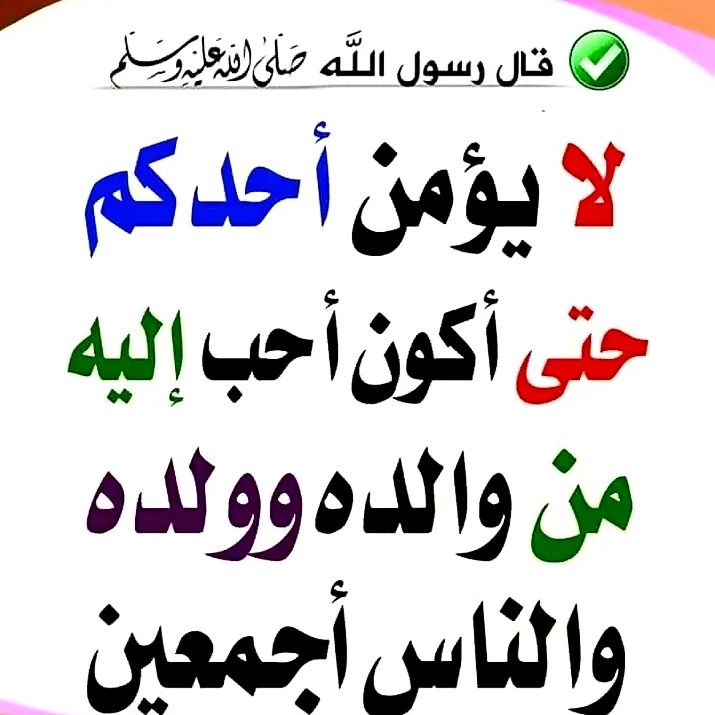 قال رسول الله صلى الله عليه وسلم
لا يؤمن أحدكم
حتى أكون أحب إليه
من والده وولده
والناس أجمعين